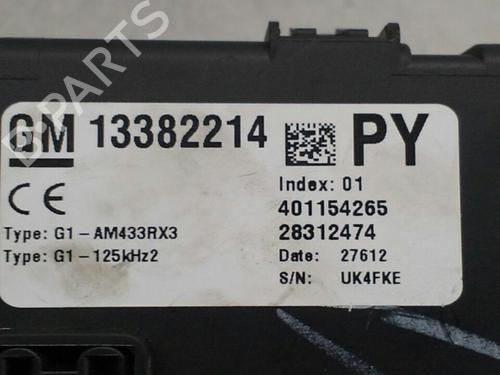 B-PARTS
GM 13382214 PY
CE
Index: 01
401154265
Type: G1-AM433RX3
28312474
Type: G1-125kHz2
Date: 27612
S/N: UK4FKE